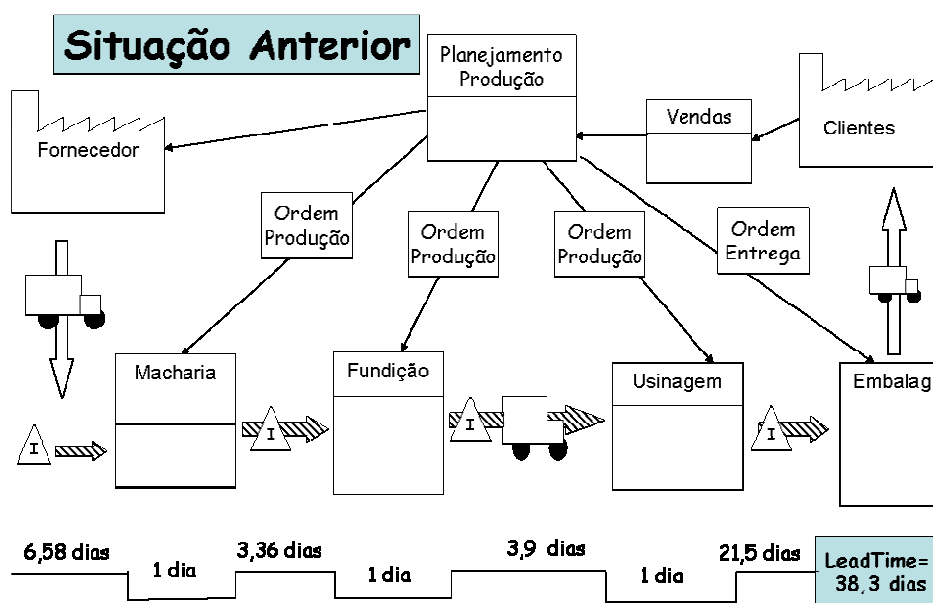 Situação Anterior
Planejamento
Produção
Vendas
Clientes
Fornecedor
Ordem
Produção
Ordem
Produção
Ordem
Produção
Ordem
Entrega
Macharia
Fundição
Usinagem
Embalag
I
I
I
I
6,58 dias
1 dia
3,36 dias
1 dia
3,9 dias
1 dia
21,5 dias
LeadTime=
38,3 dias